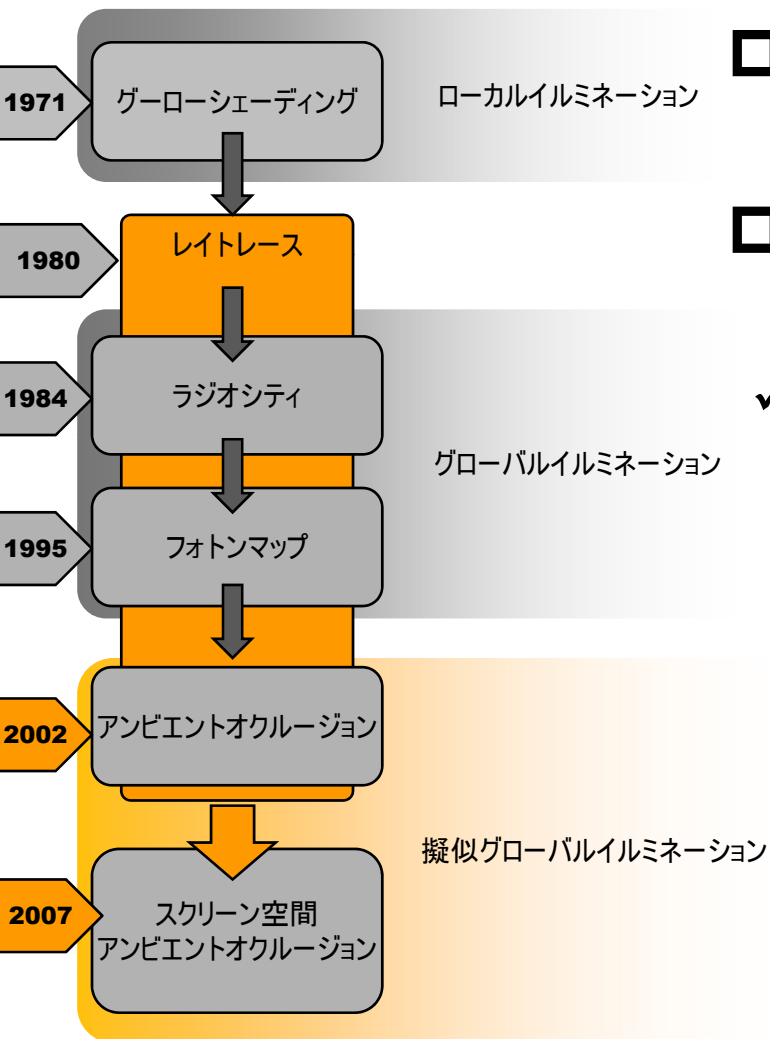 1971
グーローシェーディング
ローカルイルミネーション
1980
レイトレース
1984
ラジオシティ
グローバルイルミネーション
1995
フォトンマップ
2002
アンビエントオクルージョン
擬似グローバルイルミネーション
2007
スクリーン空間
アンビエントオクルージョン